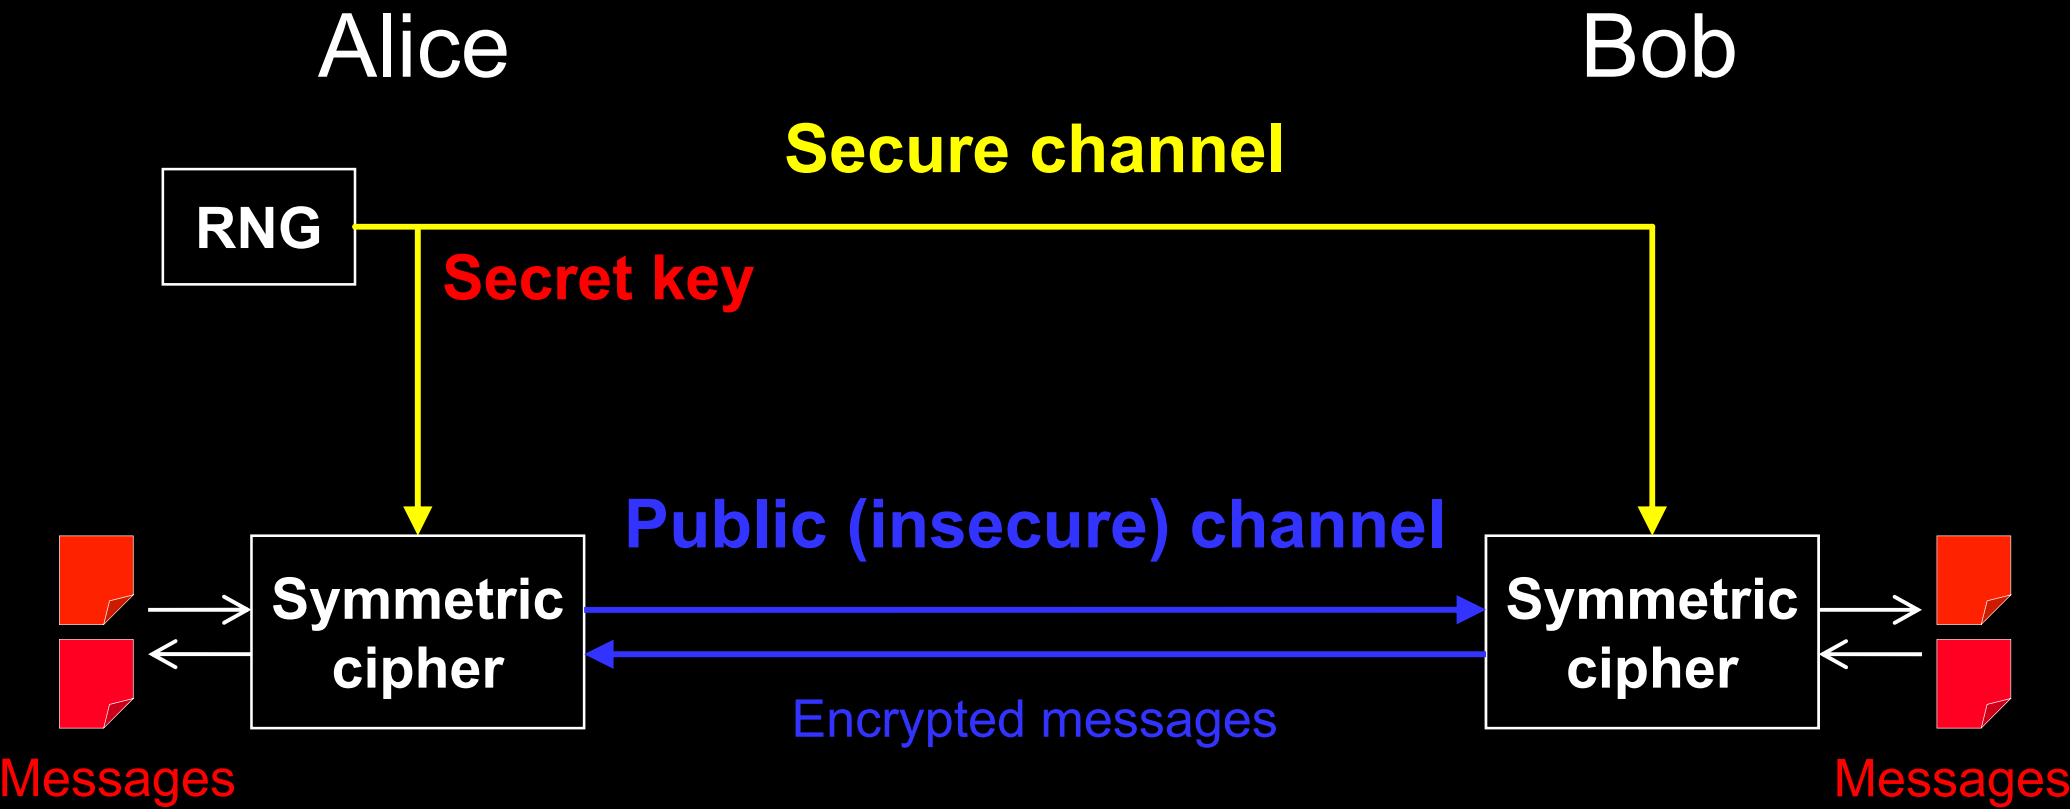 Alice
Bob
Secure channel
RNG
Secret key
Public (insecure) channel
Symmetric
cipher
Symmetric
cipher
Encrypted messages
Messages
Messages